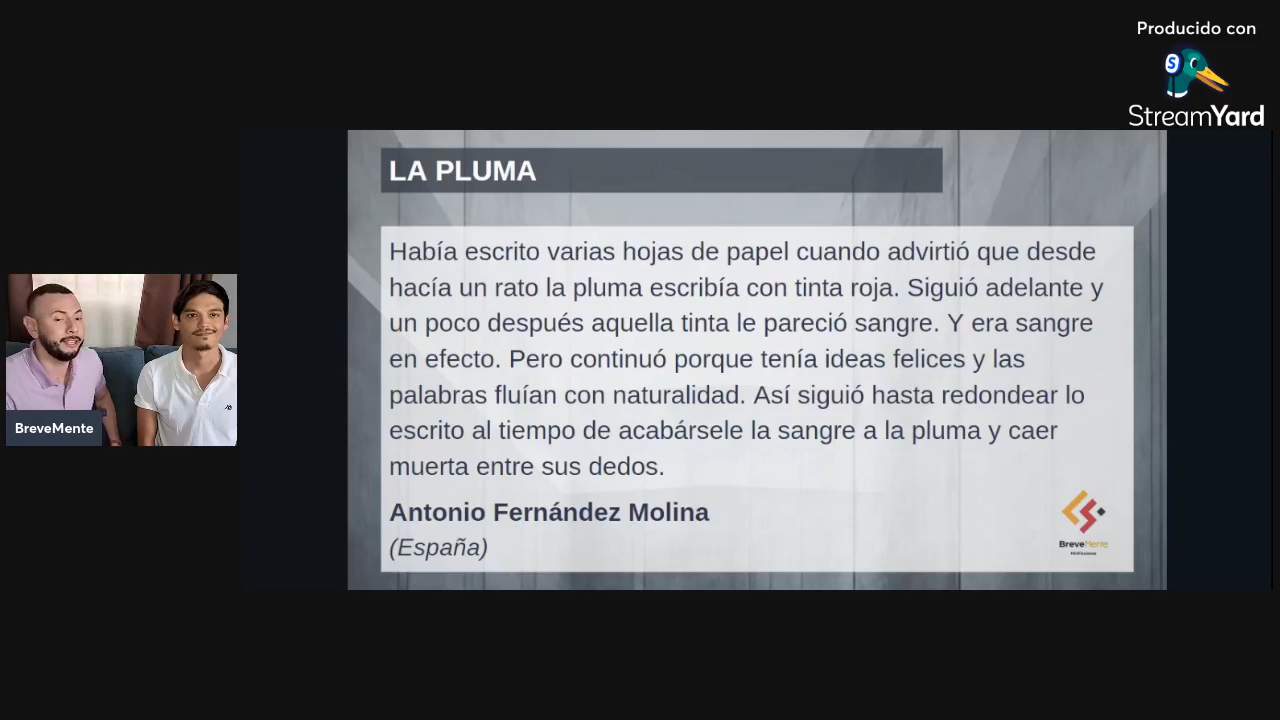 Producido con
StreamYard
LA PLUMA
Había escrito varias hojas de papel cuando advirtió que desde
hacía un rato la pluma escribía con tinta roja. Siguió adelante y
un poco después aquella tinta le pareció sangre. Y era sangre
en efecto. Pero continuó porque tenía ideas felices y las
palabras fluían con naturalidad. Así siguió hasta redondear lo
escrito al tiempo de acabársele la sangre a la pluma y caer
muerta entre sus dedos.
Antonio Fernández Molina
(España)
BreveMente
BreveMente